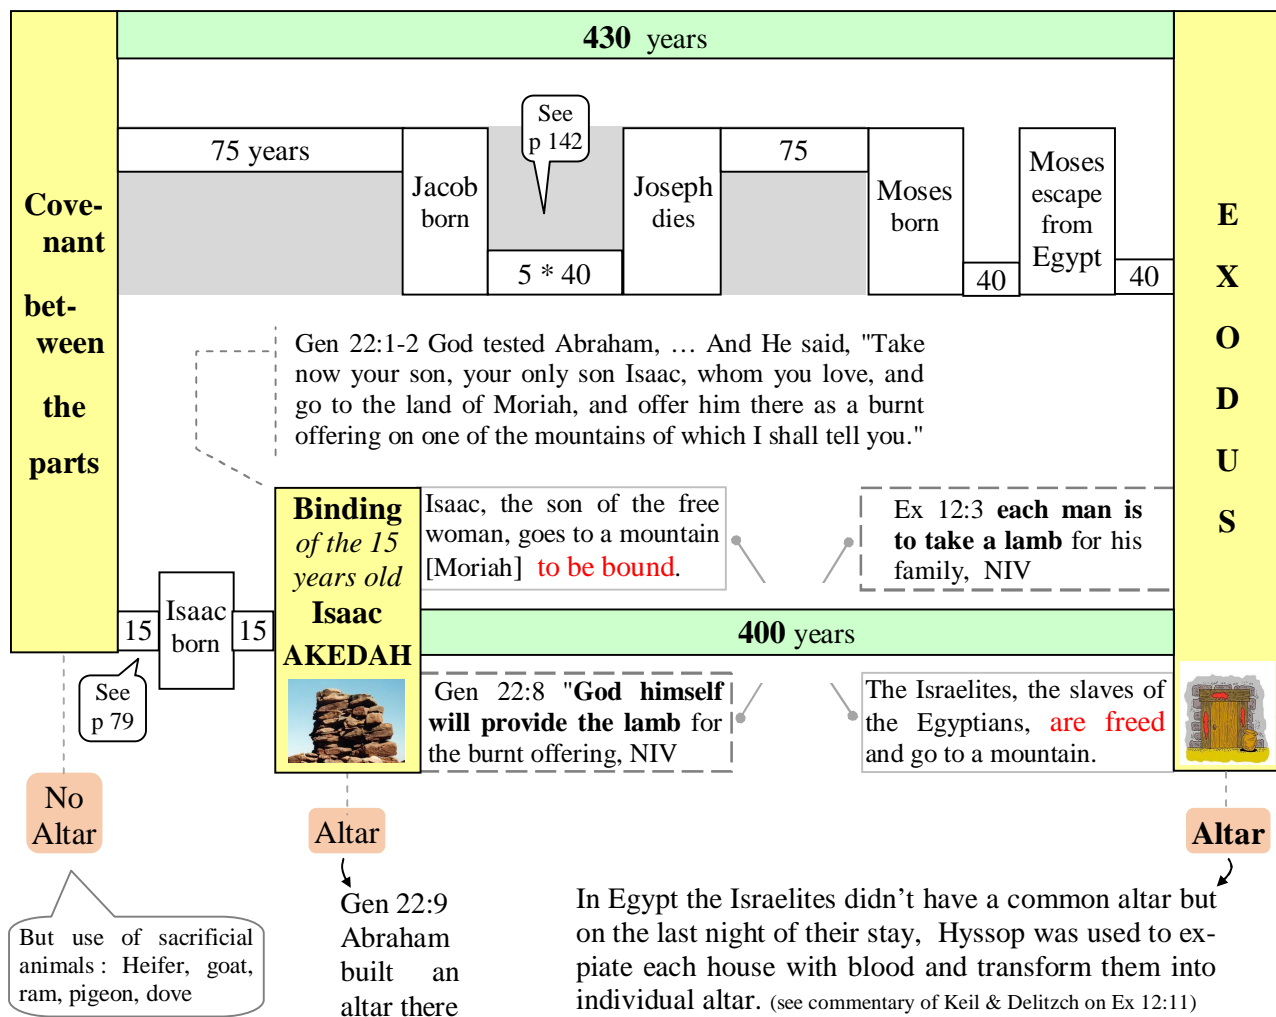 430 years
Cove-
nant
bet-
ween
the
parts
75 years
Jacob
born
See
p 142
5 * 40
Joseph
dies
75
Moses
born
40
Moses
escape
from
Egypt
40
E
X
O
D
U
S
Gen 22:1-2 God tested Abraham, … And He said, "Take
now your son, your only son Isaac, whom you love, and
go to the land of Moriah, and offer him there as a burnt
offering on one of the mountains of which I shall tell you."
15
Isaac
born
15
See
p 79
Binding
of the 15
years old
Isaac
AKEDAH
Isaac, the son of the free
woman, goes to a mountain
[Moriah] to be bound.
Ex 12:3 each man is
to take a lamb for his
family, NIV
400 years
Gen 22:8 "God himself
will provide the lamb for
the burnt offering, NIV
The Israelites, the slaves of
the Egyptians, are freed
and go to a mountain.
No
Altar
Altar
Altar
But use of sacrificial
animals : Heifer, goat,
ram, pigeon, dove
Gen 22:9
Abraham
built an
altar there
In Egypt the Israelites didn’t have a common altar but
on the last night of their stay, Hyssop was used to ex-
piate each house with blood and transform them into
individual altar. (see commentary of Keil & Delitzch on Ex 12:11)